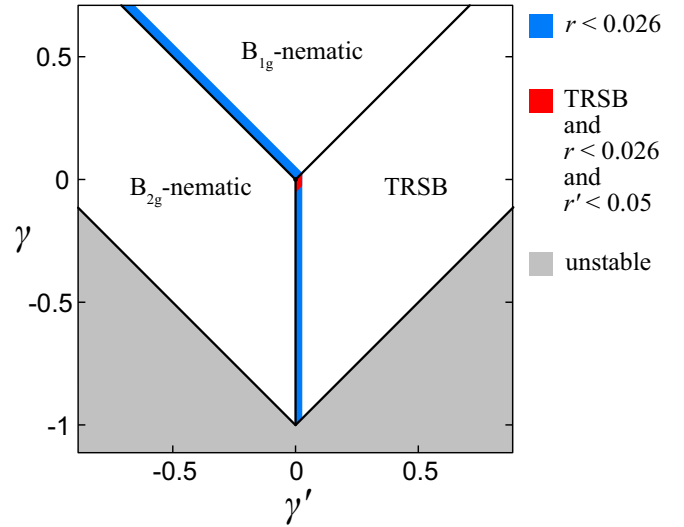 0.5
0
-0.5
-1
γ
-0.5
0
0.5
γ'
B1g-nematic
B2g-nematic
TRSB
r < 0.026
TRSB
and
r < 0.026
and
r' < 0.05
unstable